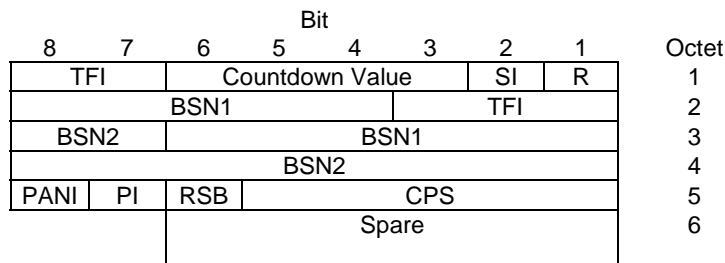 Bit
8 7 6 5 4 3 2 1 Octet
TFI Countdown Value SI R 1
BSN1 TFI 2
BSN2 BSN1 3
BSN2 4
PANI PI RSB CPS 5
Spare 6